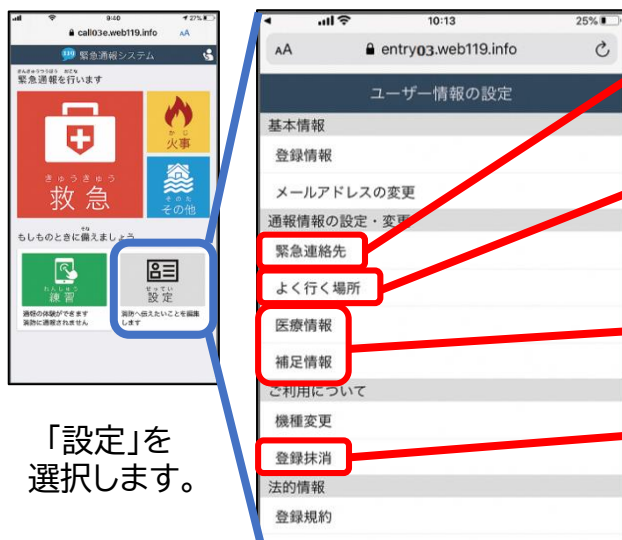 9:40
27%
call03e.web119.info
AA
119
緊急通報システム
きんきゅうつうほう おこな
緊急通報を行います
きゅうきゅう
救急
かじ
火事
そのた
その他
そな
もしものときに備えましょう
れんしゅう
練習
通報の体験ができます
消防に通報されません
せってい
設定
消防へ伝えたいことを編集
します
「設定」を
選択します。
10:13
25%
AA
entry03.web119.info
ユーザー情報の設定
基本情報
登録情報
メールアドレスの変更
通報情報の設定・変更
緊急連絡先
よく行く場所
医療情報
補足情報
ご利用について
機種変更
登録抹消
法的情報
登録規約